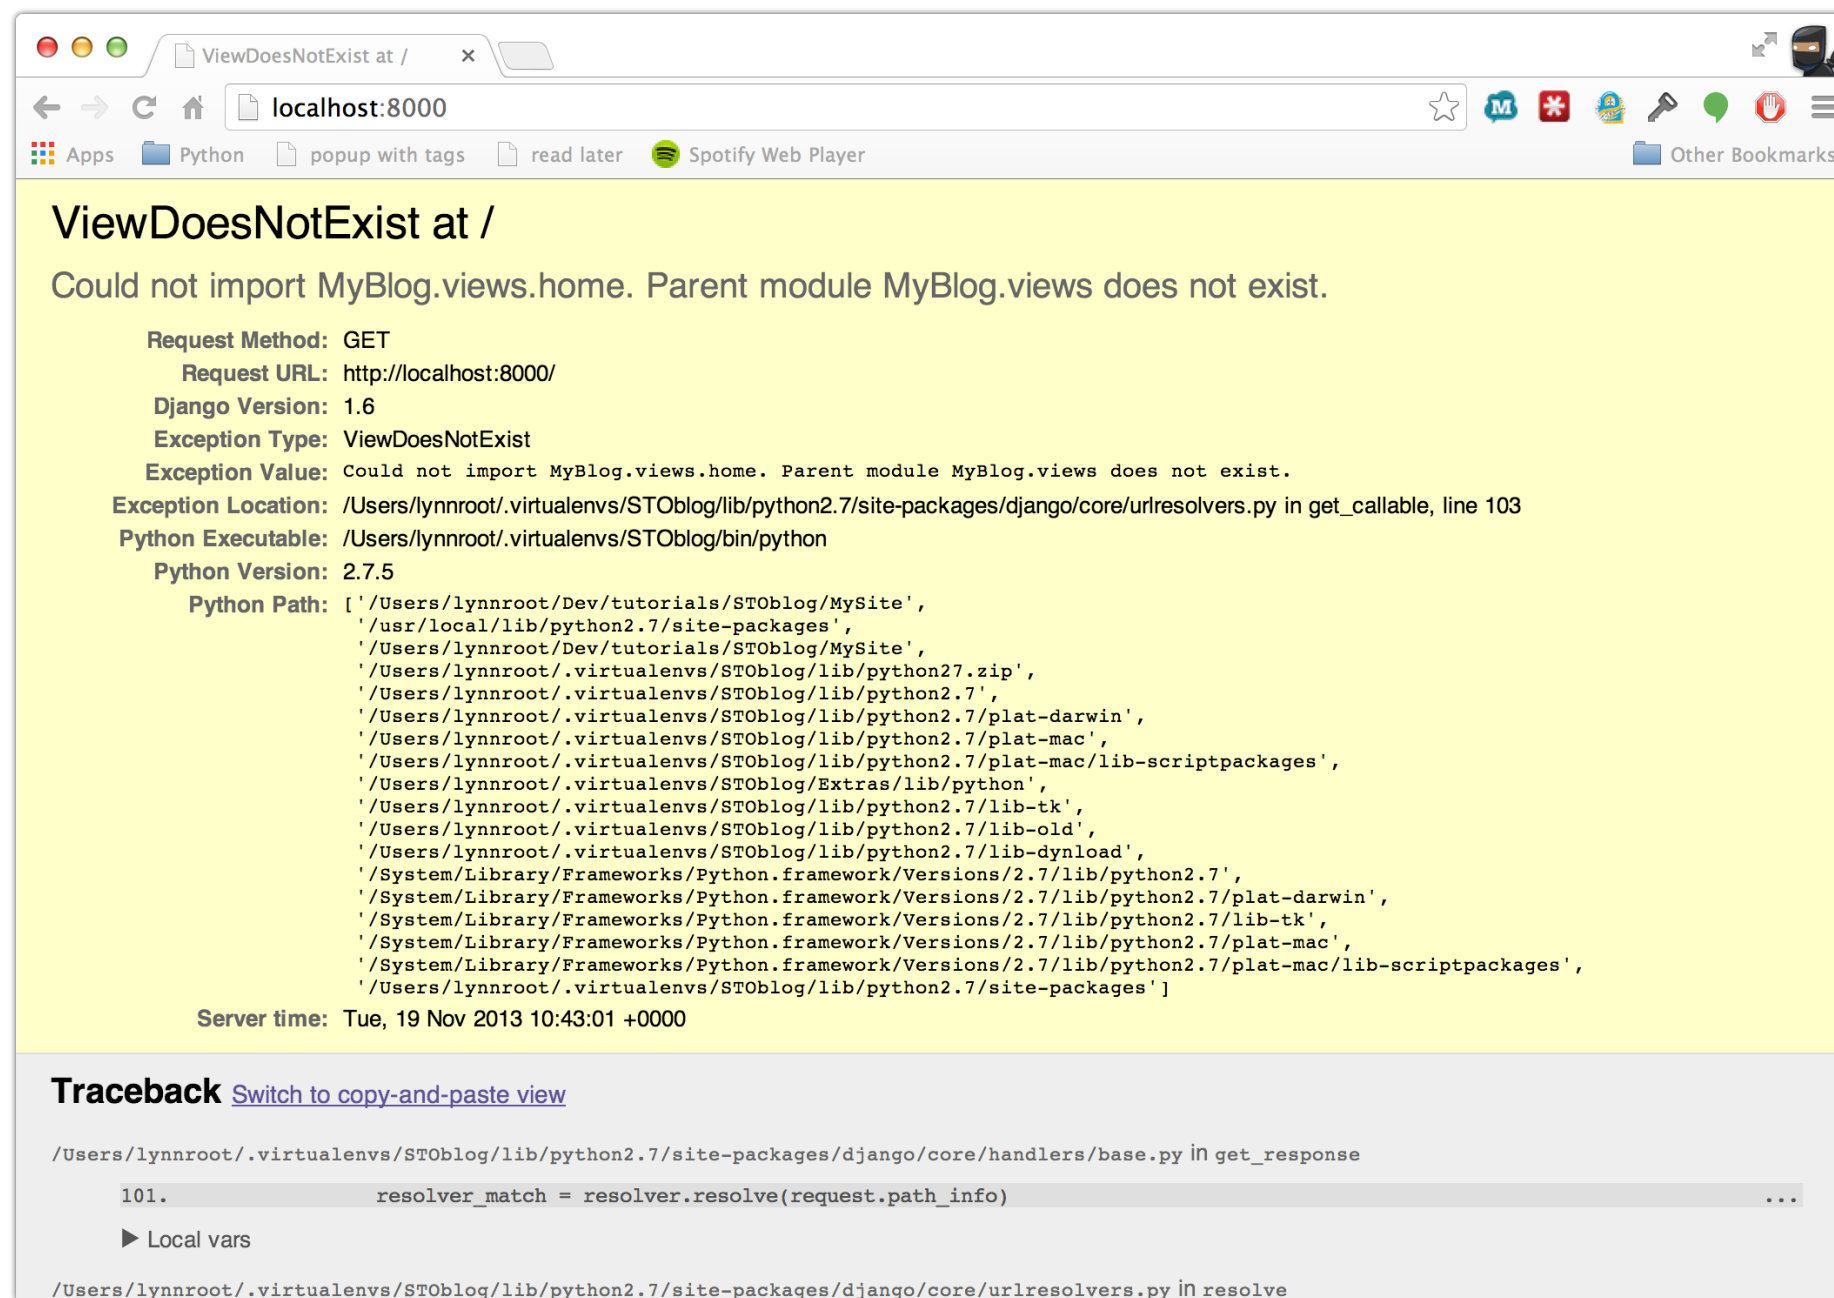 ViewDoesNotExist at /
localhost:8000
Apps Python popup with tags read later Spotify Web Player Other Bookmarks
ViewDoesNotExist at /
Could not import MyBlog.views.home. Parent module MyBlog.views does not exist.
Request Method: GET
Request URL: http://localhost:8000/
Django Version: 1.6
Exception Type: ViewDoesNotExist
Exception Value: Could not import MyBlog.views.home. Parent module MyBlog.views does not exist.
Exception Location: /Users/lynnroot/.virtualenvs/STOblog/lib/python2.7/site-packages/django/core/urlresolvers.py in get_callable, line 103
Python Executable: /Users/lynnroot/.virtualenvs/STOblog/bin/python
Python Version: 2.7.5
Python Path: ['/Users/lynnroot/Dev/tutorials/STOblog/MySite',
'/usr/local/lib/python2.7/site-packages',
'/Users/lynnroot/Dev/tutorials/STOblog/MySite',
'/Users/lynnroot/.virtualenvs/STOblog/lib/python27.zip',
'/Users/lynnroot/.virtualenvs/STOblog/lib/python2.7',
'/Users/lynnroot/.virtualenvs/STOblog/lib/python2.7/plat-darwin',
'/Users/lynnroot/.virtualenvs/STOblog/lib/python2.7/plat-mac',
'/Users/lynnroot/.virtualenvs/STOblog/lib/python2.7/plat-mac/lib-scriptpackages',
'/Users/lynnroot/.virtualenvs/STOblog/Extras/lib/python',
'/Users/lynnroot/.virtualenvs/STOblog/lib/python2.7/lib-tk',
'/Users/lynnroot/.virtualenvs/STOblog/lib/python2.7/lib-old',
'/Users/lynnroot/.virtualenvs/STOblog/lib/python2.7/lib-dynload',
'/System/Library/Frameworks/Python.framework/Versions/2.7/lib/python2.7',
'/System/Library/Frameworks/Python.framework/Versions/2.7/lib/python2.7/plat-darwin',
'/System/Library/Frameworks/Python.framework/Versions/2.7/lib/python2.7/lib-tk',
'/System/Library/Frameworks/Python.framework/Versions/2.7/lib/python2.7/plat-mac',
'/System/Library/Frameworks/Python.framework/Versions/2.7/lib/python2.7/plat-mac/lib-scriptpackages',
'/Users/lynnroot/.virtualenvs/STOblog/lib/python2.7/site-packages']
Server time: Tue, 19 Nov 2013 10:43:01 +0000
Traceback Switch to copy-and-paste view
/Users/lynnroot/.virtualenvs/STOblog/lib/python2.7/site-packages/django/core/handlers/base.py in get_response
101. resolver_match = resolver.resolve(request.path_info) ...
▶ Local vars
/Users/lynnroot/.virtualenvs/STOblog/lib/python2.7/site-packages/django/core/urlresolvers.py in resolve